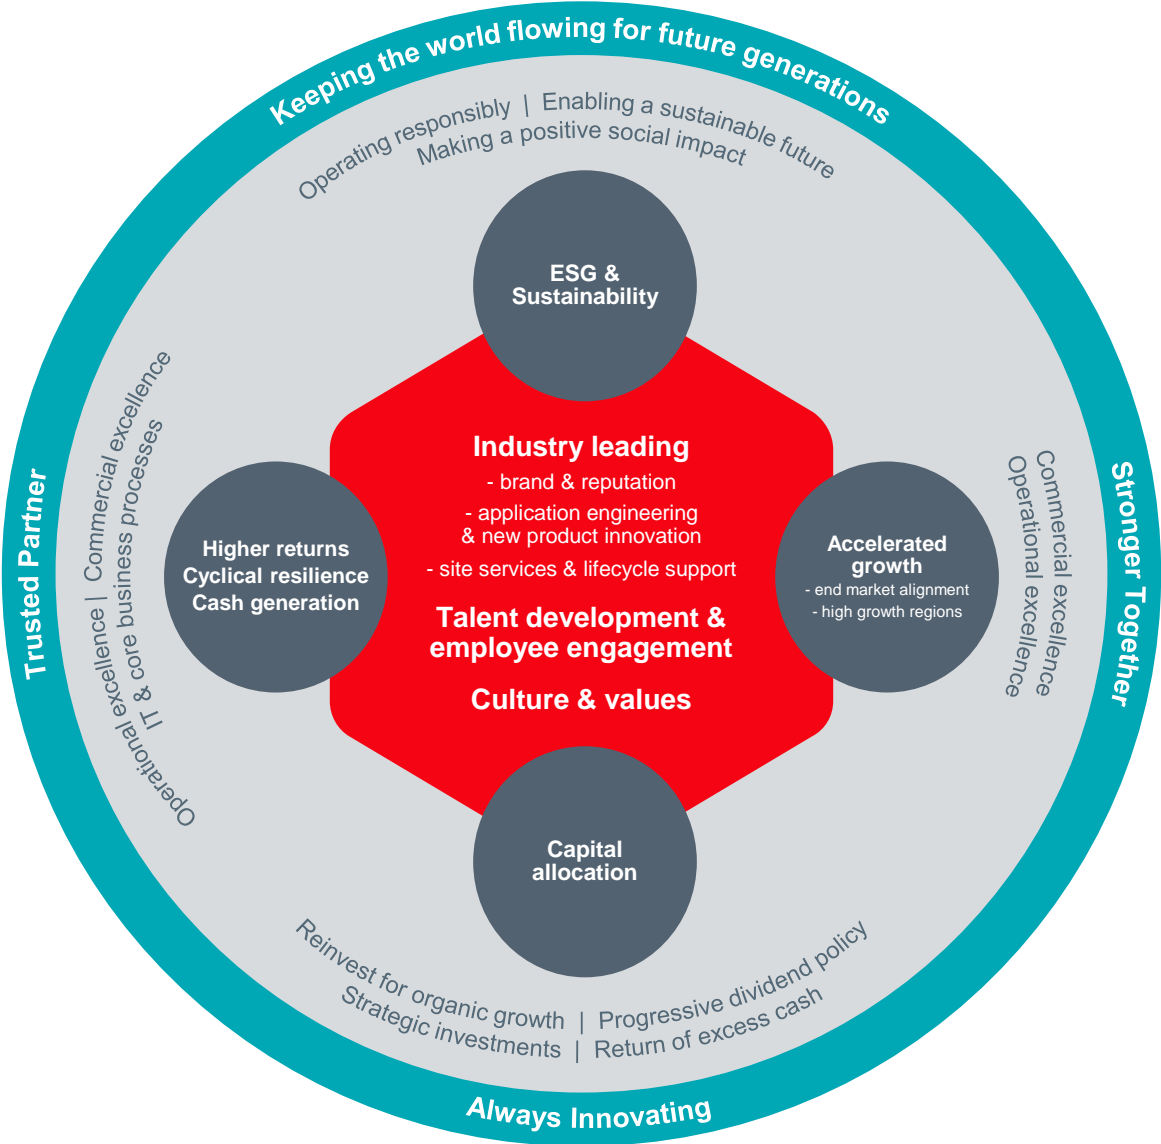 Keeping the world flowing for future generations
Operating responsibly | Enabling a sustainable future
Making a positive social impact
ESG &
Sustainability
Trusted Partner
Operational excellence | Commercial excellence
IT & core business processes
Higher returns
Cyclical resilience
Cash generation
Industry leading
- brand & reputation
- application engineering
& new product innovation
- site services & lifecycle support
Talent development &
employee engagement
Culture & values
Accelerated
growth
- end market alignment
- high growth regions
Commercial excellence
Operational excellence
Stronger Together
Capital
allocation
Reinvest for organic growth | Progressive dividend policy
Strategic investments | Return of excess cash
Always Innovating